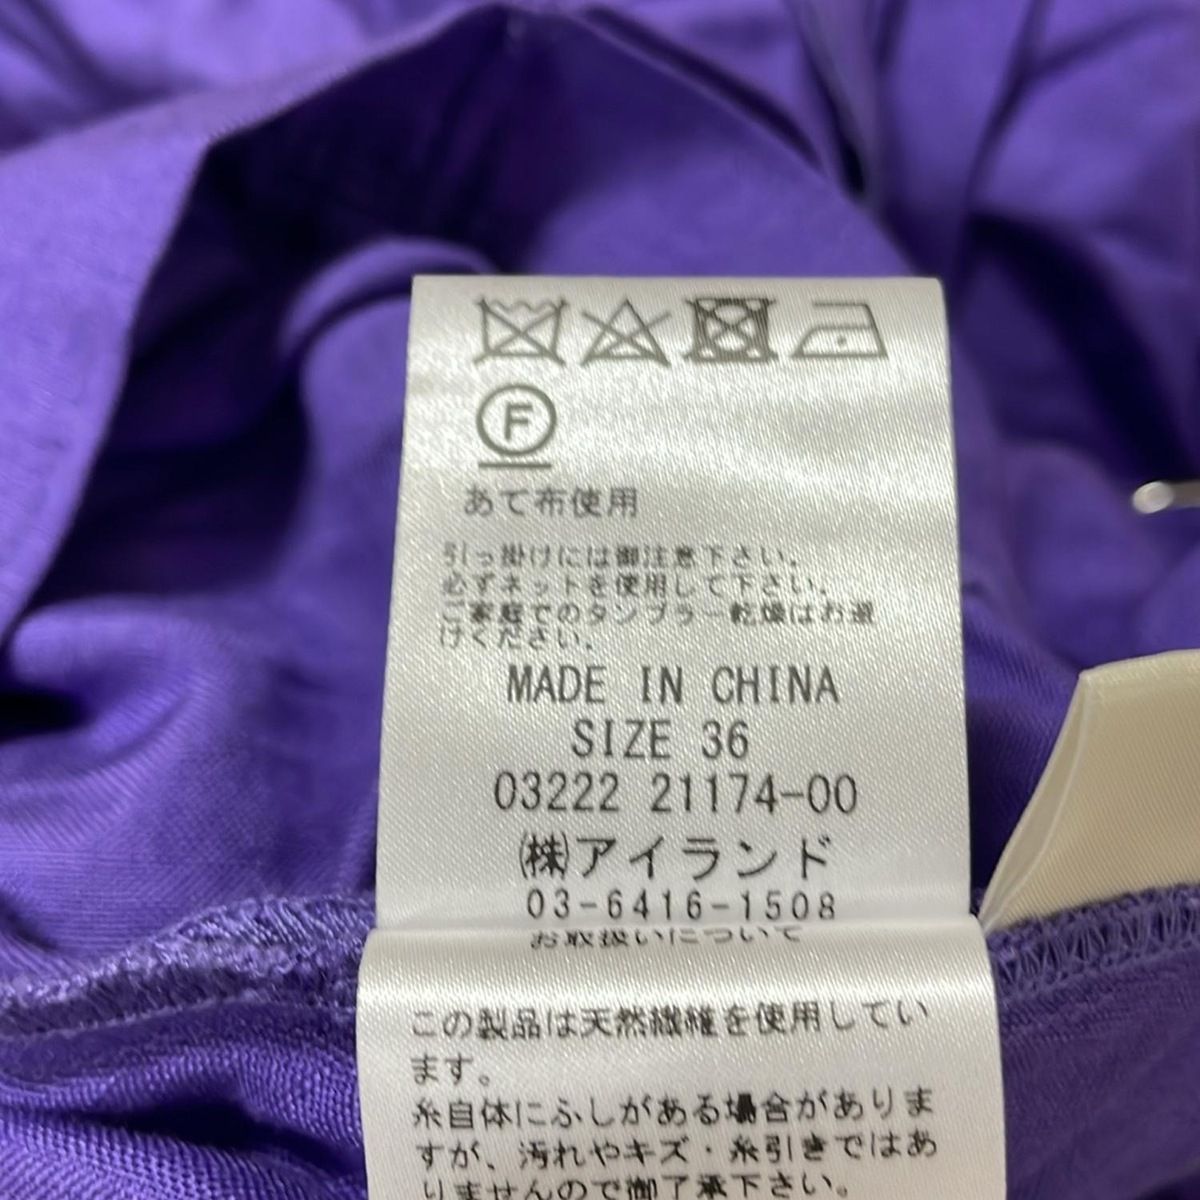 F
あて布使用
引っ掛けには御注意下さい。
必ずネットを使用して下さい。
ご家庭でのタンブラー乾燥はお避
けください。
MADE IN CHINA
SIZE 36
03222 21174-00
㈱アイランド
03-6416-1508
お取扱いについて
この製品は天然繊維を使用してい
ます。
糸自体にふしがある場合がありま
すが、汚れやキズ・糸引きではあ
りませんので御了承下さい。